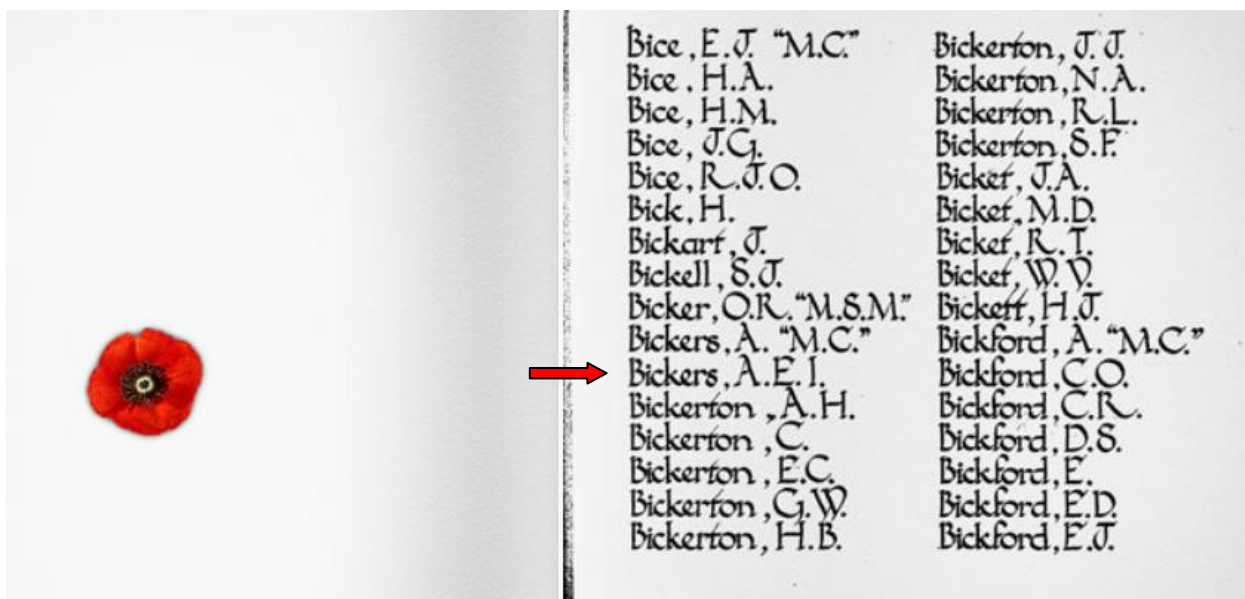 Bice, E.J. “M.C.”
Bice, H.A.
Bice, H.M.
Bice, J.G.
Bice, R.J.O.
Bick, H.
Bickart, J.
Bickell, S.J.
Bicker, O.R. “M.S.M.”
Bickers, A. “M.C.”
Bickers, A.E.I.
Bickerton, A.H.
Bickerton, C.
Bickerton, E.C.
Bickerton, G.W.
Bickerton, H.B.
Bickerton, J.J.
Bickerton, N.A.
Bickerton, R.L.
Bickerton, S.F.
Bicket, J.A.
Bicket, M.D.
Bicket, R.T.
Bicket, W.V.
Bickett, H.J.
Bickford, A. “M.C.”
Bickford, C.O.
Bickford, C.R.
Bickford, D.S.
Bickford, E.
Bickford, E.D.
Bickford, E.J.